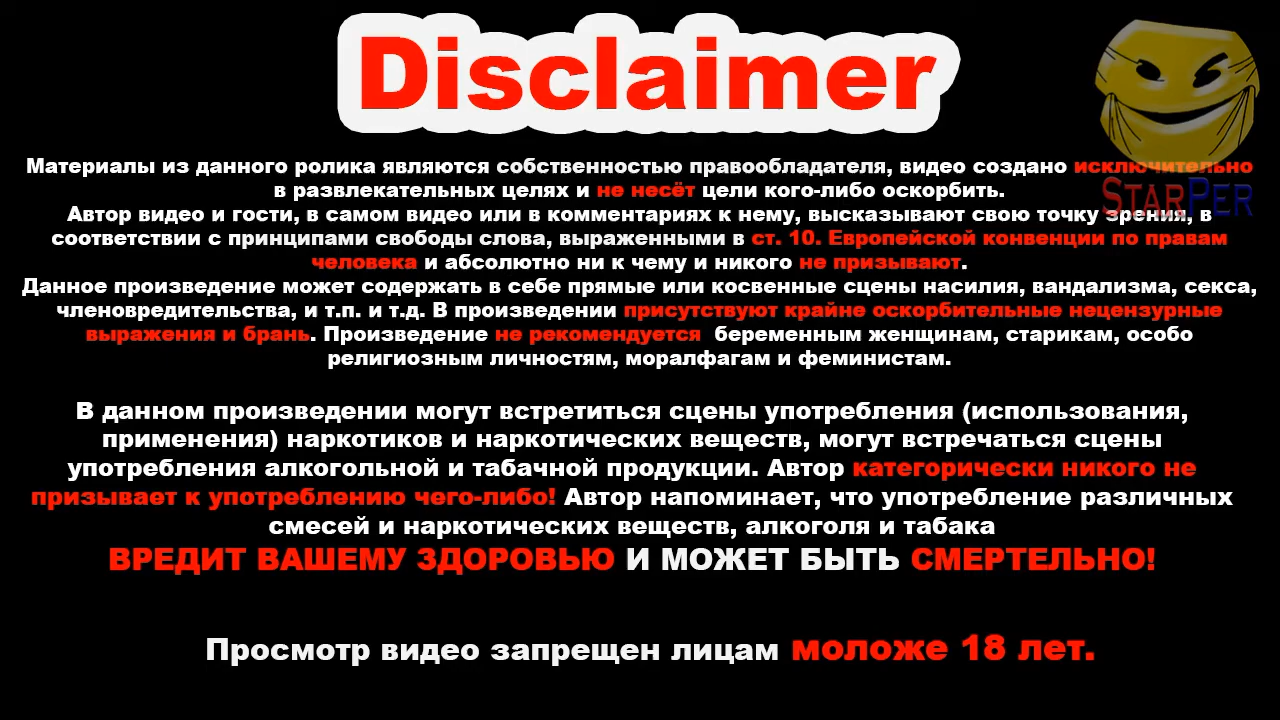 Disclaimer
Материалы из данного ролика являются собственностью правообладателя, видео создано исключительно
в развлекательных целях и не несёт цели кого-либо оскорбить.
Автор видео и гости, в самом видео или в комментариях к нему, высказывают свою точку зрения, в
соответствии с принципами свободы слова, выраженными в ст. 10. Европейской конвенции по правам
человека и абсолютно ни к чему и никого не призывают.
Данное произведение может содержать в себе прямые или косвенные сцены насилия, вандализма, секса,
членовредительства, и т.п. и т.д. В произведении присутствуют крайне оскорбительные нецензурные
выражения и брань. Произведение не рекомендуется беременным женщинам, старикам, особо
религиозным личностям, моралфагам и феминистам.
В данном произведении могут встретиться сцены употребления (использования,
применения) наркотиков и наркотических веществ, могут встречаться сцены
употребления алкогольной и табачной продукции. Автор категорически никого не
призывает к употреблению чего-либо! Автор напоминает, что употребление различных
смесей и наркотических веществ, алкоголя и табака
ВРЕДИТ ВАШЕМУ ЗДОРОВЬЮ И МОЖЕТ БЫТЬ СМЕРТЕЛЬНО!
Просмотр видео запрещен лицам моложе 18 лет.
STARPER